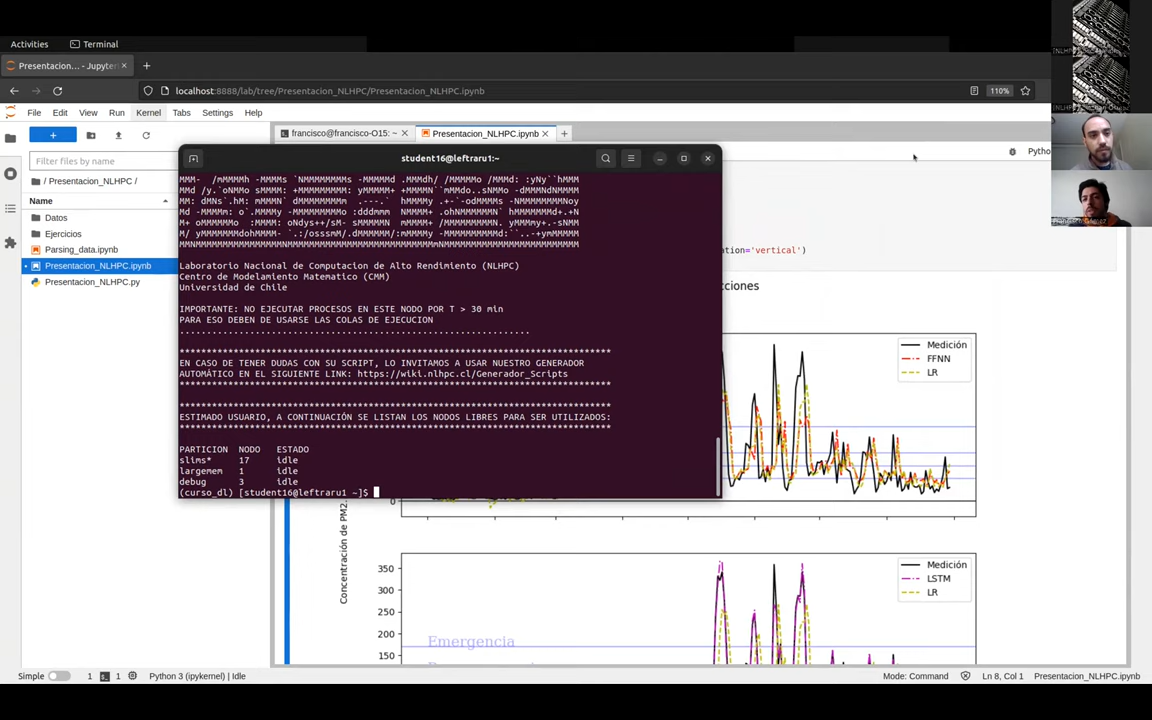 Activities
Terminal
Presentacion... - Jupyter
localhost:8888/lab/tree/Presentacion_NLHPC/Presentacion_NLHPC.ipynb
110%
File Edit View Run Kernel Tabs Settings Help
francisco@francisco-O15: ~
Presentacion_NLHPC.ipynb
Filter files by name
/ Presentacion_NLHPC /
Name
Datos
Ejercicios
Parsing_data.ipynb
Presentacion_NLHPC.ipynb
Presentacion_NLHPC.py
student16@leftraru1:~
Laboratorio Nacional de Computacion de Alto Rendimiento (NLHPC)
Centro de Modelamiento Matematico (CMM)
Universidad de Chile
IMPORTANTE: NO EJECUTAR PROCESOS EN ESTE NODO POR T > 30 min
PARA ESO DEBEN DE USARSE LAS COLAS DE EJECUCION
EN CASO DE TENER DUDAS CON SU SCRIPT, LO INVITAMOS A USAR NUESTRO GENERADOR
AUTOMÁTICO EN EL SIGUIENTE LINK: https://wiki.nlhpc.cl/Generador_Scripts
ESTIMADO USUARIO, A CONTINUACIÓN SE LISTAN LOS NODOS LIBRES PARA SER UTILIZADOS:
PARTICION NODO ESTADO
slims* 17 idle
largemem 1 idle
debug 3 idle
(curso_dl) [student16@leftraru1 ~]$
Pytho
ation='vertical')
cciones
Medición
FFNN
LR
0
Concentración de PM2.
350
300
250
200
150
Emergencia
Medición
LSTM
LR
Simple 1 1 Python 3 (ipykernel) | Idle
Mode: Command
Ln 8, Col 1
Presentacion_NLHPC.ipynb